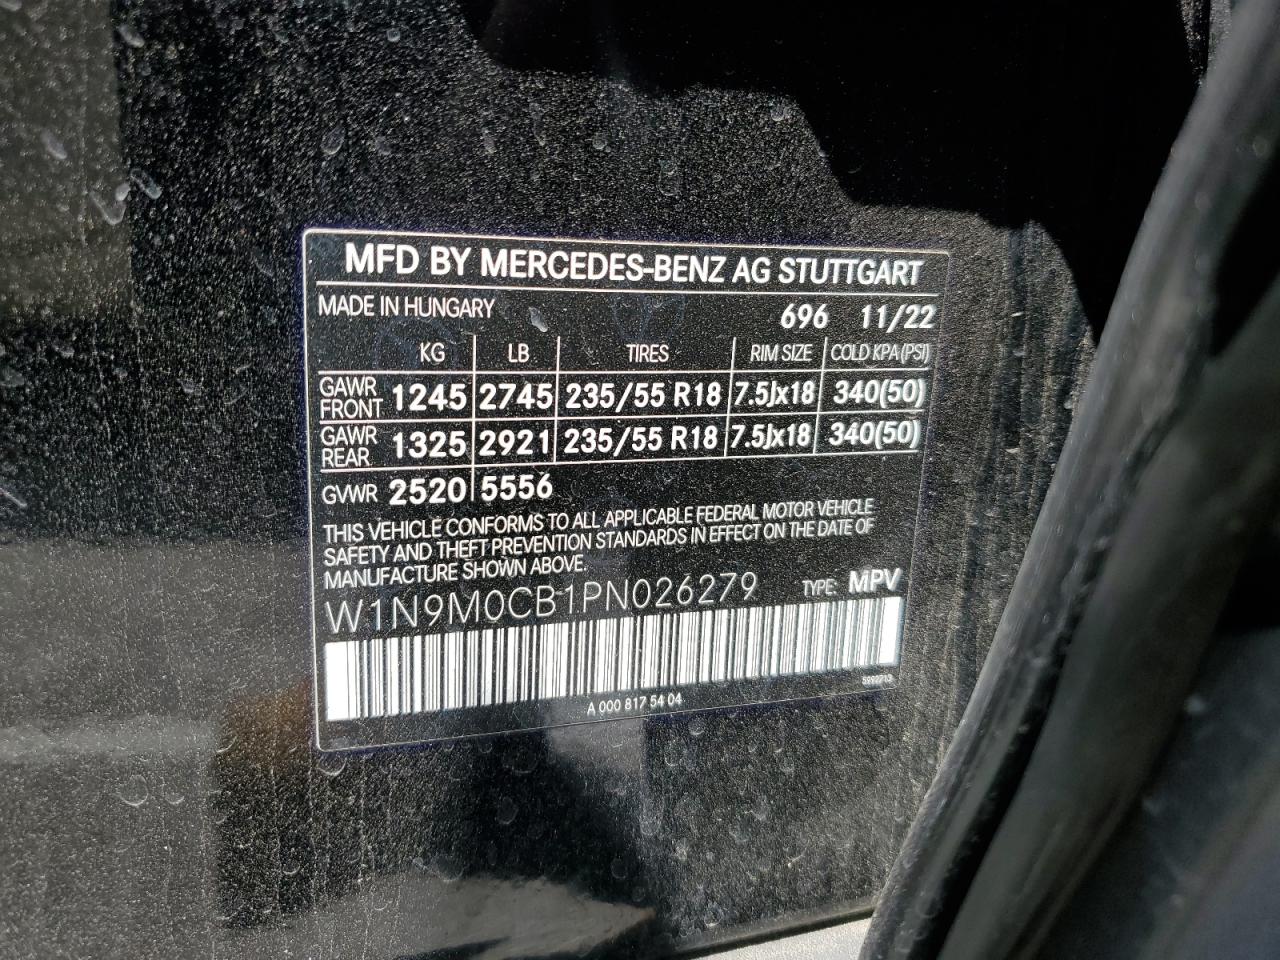 MFD BY MERCEDES-BENZ AG STUTTGART
MADE IN HUNGARY 696 11/22
KG LB TIRES RIM SIZE COLD KPA (PSI)
GAWR FRONT 1245 2745 235/55 R18 7.5Jx18 340(50)
GAWR REAR 1325 2921 235/55 R18 7.5Jx18 340(50)
GVWR 2520 5556
THIS VEHICLE CONFORMS TO ALL APPLICABLE FEDERAL MOTOR VEHICLE
SAFETY AND THEFT PREVENTION STANDARDS IN EFFECT ON THE DATE OF
MANUFACTURE SHOWN ABOVE.
W1N9M0CB1PN026279 TYPE: MPV
A 000 817 54 04 5992713